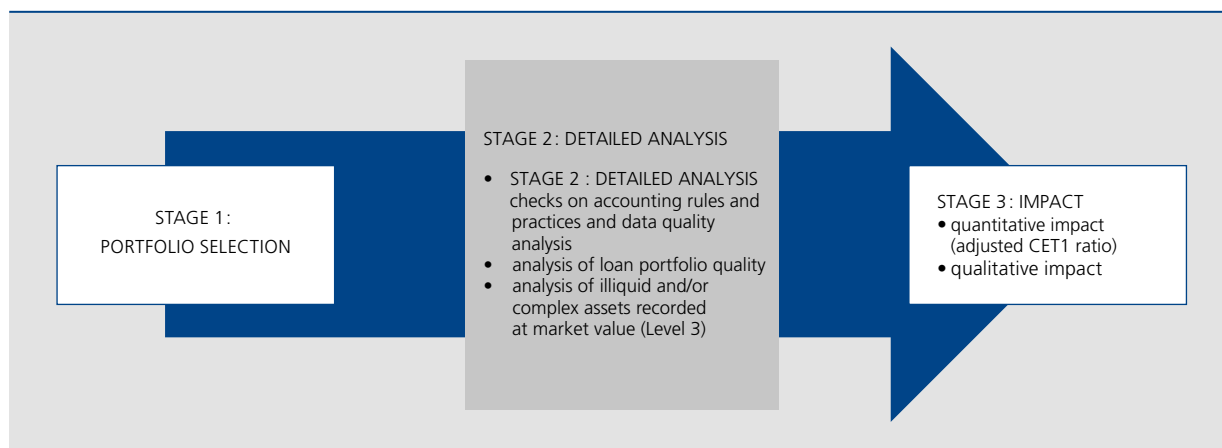 STAGE 1:
PORTFOLIO SELECTION
STAGE 2: DETAILED ANALYSIS
• STAGE 2 : DETAILED ANALYSIS
checks on accounting rules and
practices and data quality
analysis
• analysis of loan portfolio quality
• analysis of illiquid and/or
complex assets recorded
at market value (Level 3)
STAGE 3: IMPACT
• quantitative impact
(adjusted CET1 ratio)
• qualitative impact